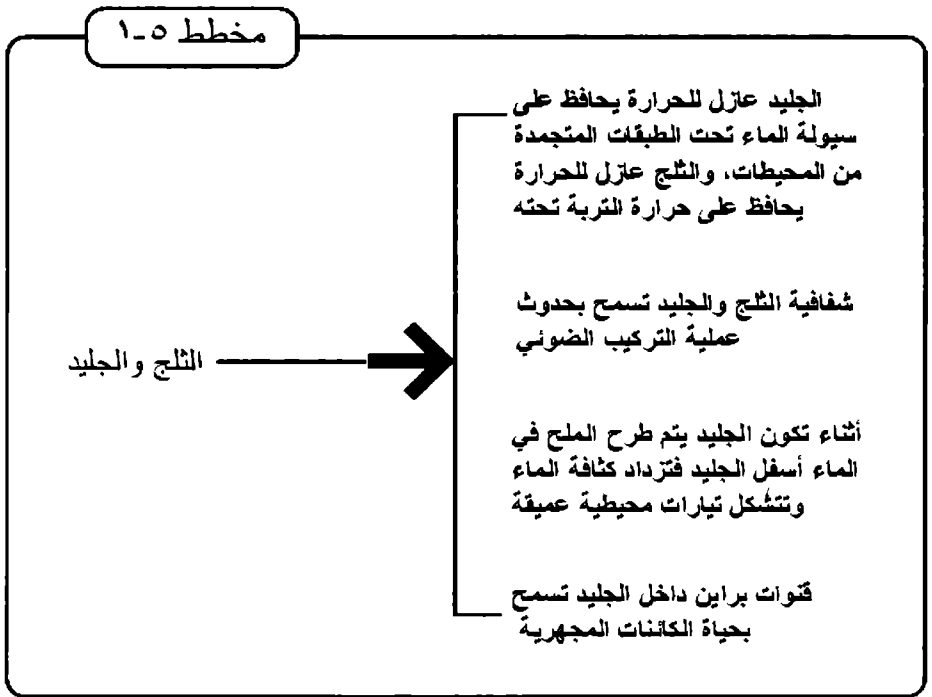 مخطط ٥-١
الجليد عازل للحرارة يحافظ على
سيولة الماء تحت الطبقات المتجمدة
من المحيطات، والثلج عازل للحرارة
يحافظ على حرارة التربة تحته
شفافية الثلج والجليد تسمح بحدوث
عملية التركيب الضوئي
الثلج والجليد
أثناء تكون الجليد يتم طرح الملح في
الماء أسفل الجليد فتزداد كثافة الماء
وتتشكل تيارات محيطية عميقة
قنوات براين داخل الجليد تسمح
بحياة الكائنات المجهرية